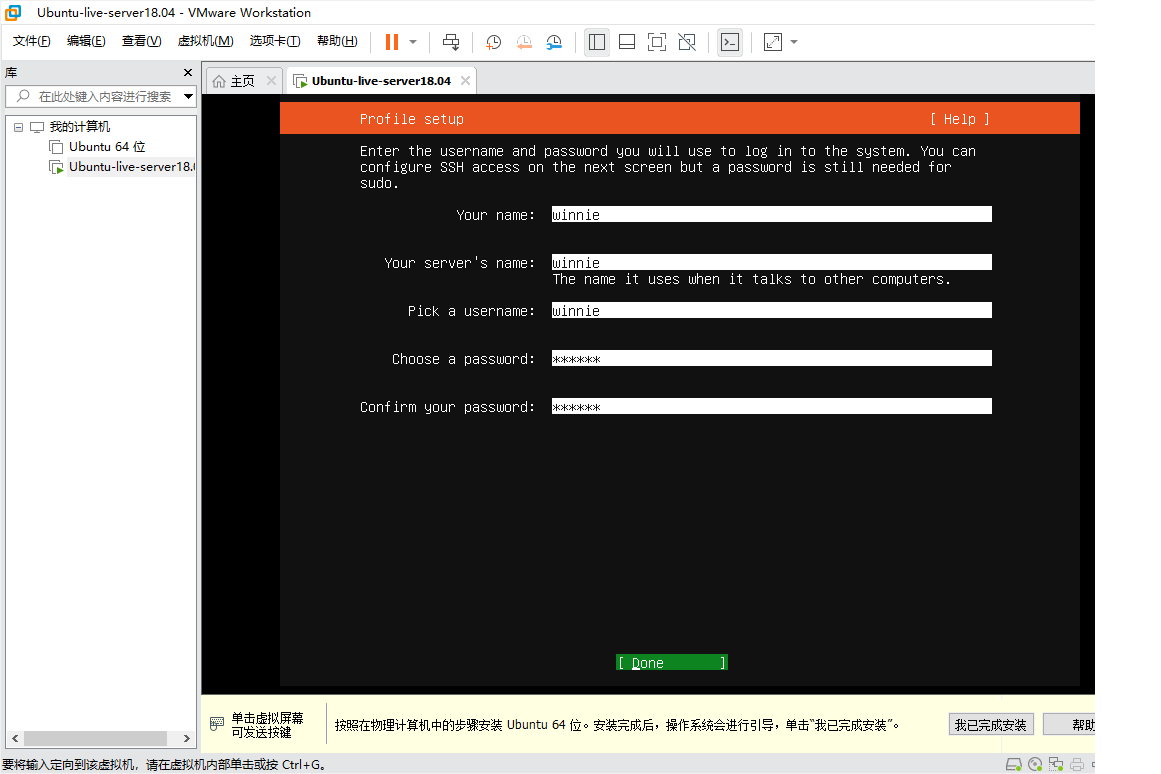 Ubuntu-live-server18.04 - VMware Workstation
文件(F) 编辑(E) 查看(V) 虚拟机(M) 选项卡(T) 帮助(H)
库
在此处键入内容进行搜索
我的计算机
Ubuntu 64 位
Ubuntu-live-server18.0
主页
Ubuntu-live-server18.04
Profile setup [ Help ]
Enter the username and password you will use to log in to the system. You can
configure SSH access on the next screen but a password is still needed for
sudo.
Your name: winnie
Your server's name: winnie
The name it uses when it talks to other computers.
Pick a username: winnie
Choose a password: ******
Confirm your password: ******
[ Done ]
单击虚拟屏幕
可发送按键
按照在物理计算机中的步骤安装 Ubuntu 64 位。安装完成后，操作系统会进行引导，单击“我已完成安装”。
我已完成安装
帮助
要将输入定向到该虚拟机，请在虚拟机内部单击或按 Ctrl+G。